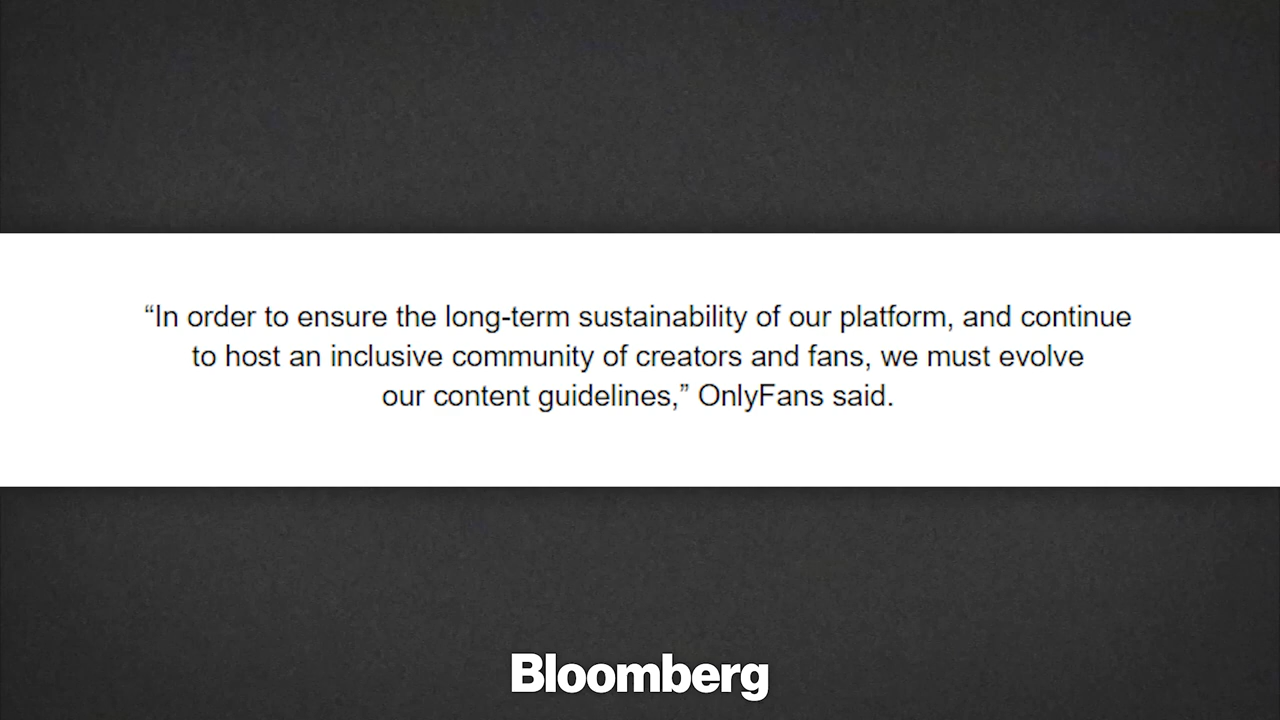 “In order to ensure the long-term sustainability of our platform, and continue
to host an inclusive community of creators and fans, we must evolve
our content guidelines,” OnlyFans said.
Bloomberg